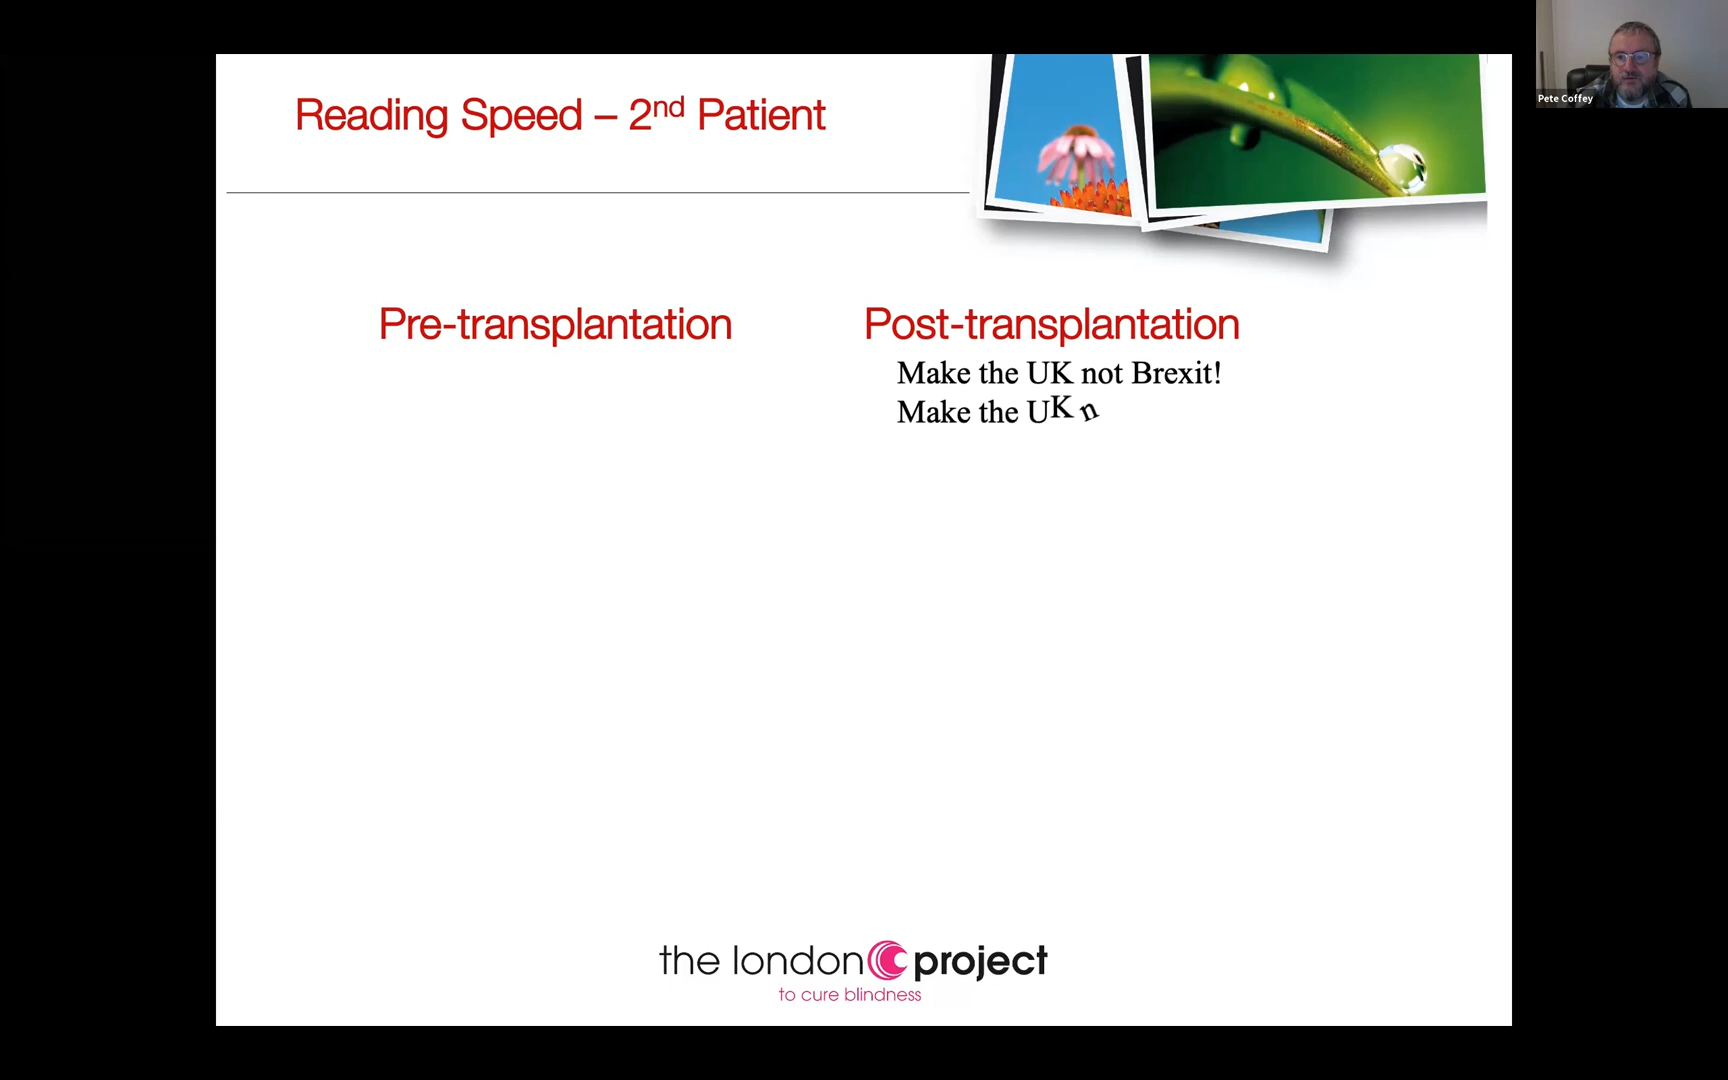 Reading Speed – 2nd Patient
Pete Coffey
Pre-transplantation
Post-transplantation
Make the UK not Brexit!
Make the UK n
the london project
to cure blindness